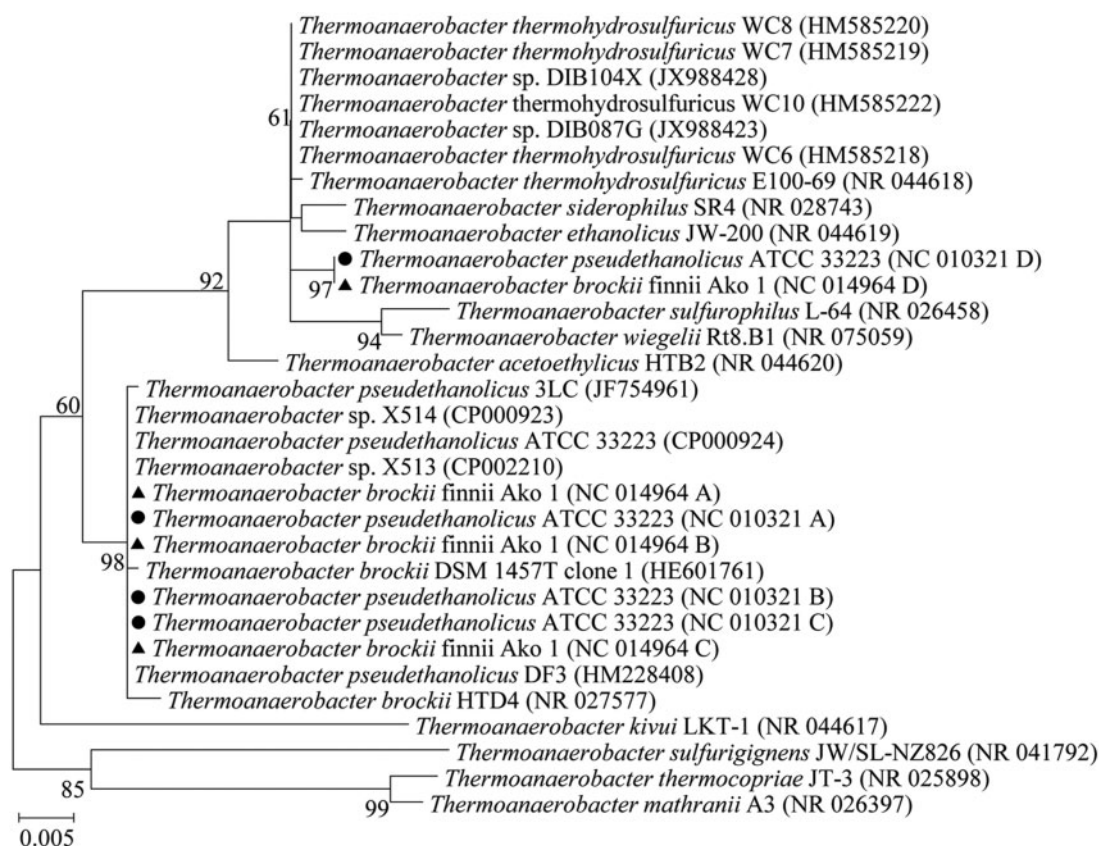 Thermoanaerobacter thermohydrosulfuricus WC8 (HM585220)
Thermoanaerobacter thermohydrosulfuricus WC7 (HM585219)
Thermoanaerobacter sp. DIB104X (JX988428)
Thermoanaerobacter thermohydrosulfuricus WC10 (HM585222)
61
Thermoanaerobacter sp. DIB087G (JX988423)
Thermoanaerobacter thermohydrosulfuricus WC6 (HM585218)
Thermoanaerobacter thermohydrosulfuricus E100-69 (NR 044618)
Thermoanaerobacter siderophilus SR4 (NR 028743)
Thermoanaerobacter ethanolicus JW-200 (NR 044619)
● Thermoanaerobacter pseudethanolicus ATCC 33223 (NC 010321 D)
92
97 ▲ Thermoanaerobacter brockii finnii Ako 1 (NC 014964 D)
Thermoanaerobacter sulfurophilus L-64 (NR 026458)
94 Thermoanaerobacter wiegelii Rt8.B1 (NR 075059)
Thermoanaerobacter acetoethylicus HTB2 (NR 044620)
Thermoanaerobacter pseudethanolicus 3LC (JF754961)
60
Thermoanaerobacter sp. X514 (CP000923)
Thermoanaerobacter pseudethanolicus ATCC 33223 (CP000924)
Thermoanaerobacter sp. X513 (CP002210)
▲ Thermoanaerobacter brockii finnii Ako 1 (NC 014964 A)
● Thermoanaerobacter pseudethanolicus ATCC 33223 (NC 010321 A)
▲ Thermoanaerobacter brockii finnii Ako 1 (NC 014964 B)
98
Thermoanaerobacter brockii DSM 1457T clone 1 (HE601761)
● Thermoanaerobacter pseudethanolicus ATCC 33223 (NC 010321 B)
● Thermoanaerobacter pseudethanolicus ATCC 33223 (NC 010321 C)
▲ Thermoanaerobacter brockii finnii Ako 1 (NC 014964 C)
Thermoanaerobacter pseudethanolicus DF3 (HM228408)
Thermoanaerobacter brockii HTD4 (NR 027577)
Thermoanaerobacter kivui LKT-1 (NR 044617)
Thermoanaerobacter sulfurigignens JW/SL-NZ826 (NR 041792)
85
Thermoanaerobacter thermocopriae JT-3 (NR 025898)
99 Thermoanaerobacter mathranii A3 (NR 026397)
0.005